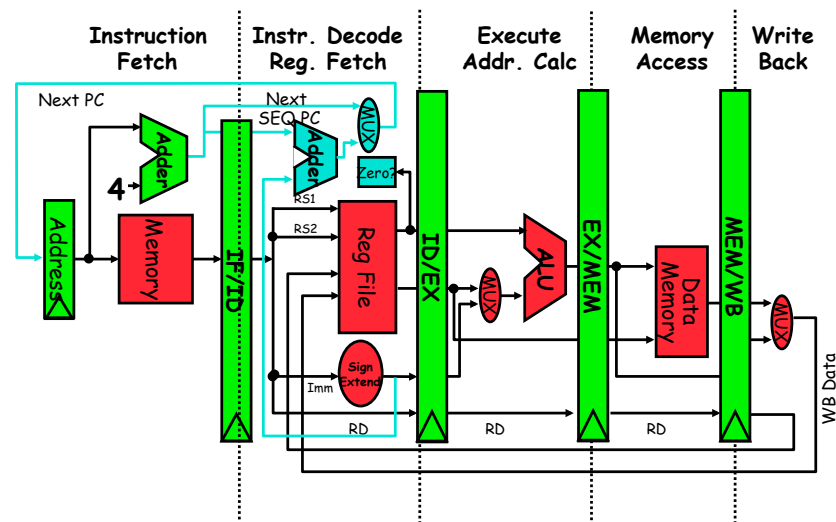 Instruction
Fetch
Instr. Decode
Reg. Fetch
Execute
Addr. Calc
Memory
Access
Write
Back
Next PC
Next
SEQ PC
MUX
Adder
Adder
4
Zero?
RS1
RS2
Address
Memory
IF/ID
Reg File
ID/EX
MUX
ALU
EX/MEM
Data
Memory
MEM/WB
MUX
Sign
Extend
Imm
RD
RD
RD
WB Data